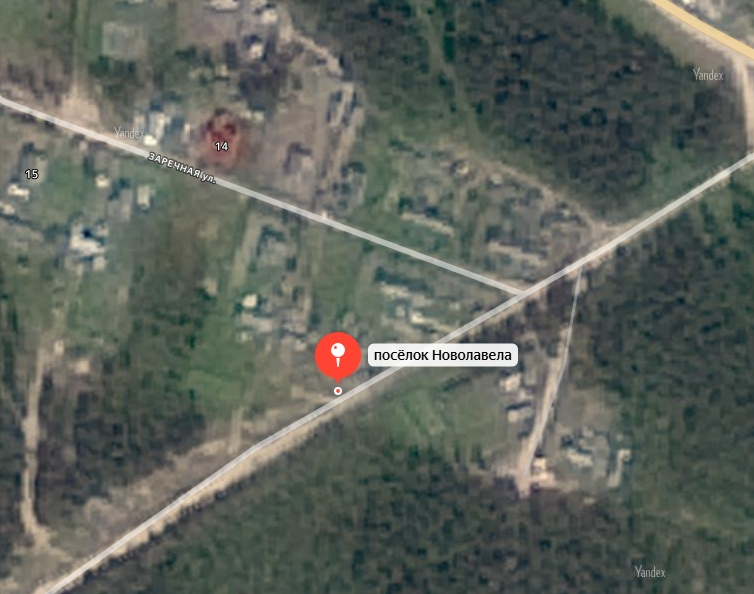 Yandex
Yandex
14
ЗАРЕЧНАЯ ул.
15
посёлок Новолавела
Yandex